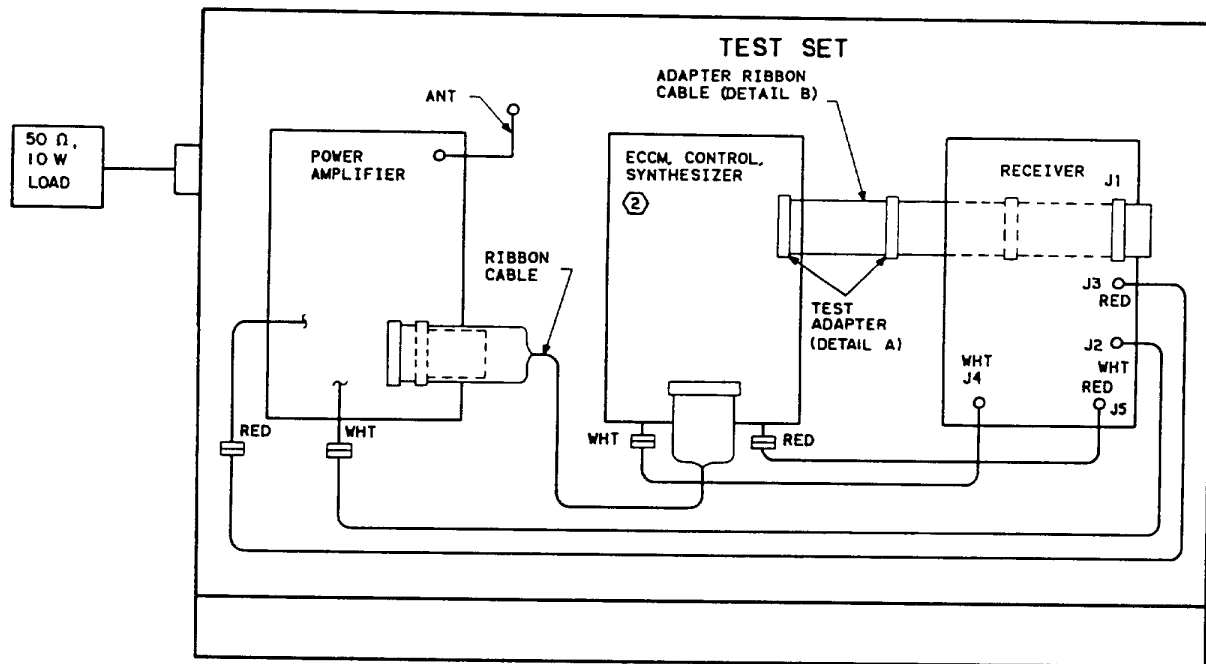 TEST SET
ADAPTER RIBBON
CABLE (DETAIL B)
ANT
50 Ω,
10 W
LOAD
POWER
AMPLIFIER
ECCM, CONTROL,
SYNTHESIZER
2
RECEIVER
J1
RIBBON
CABLE
TEST
ADAPTER
(DETAIL A)
J3
RED
J2
WHT
WHT
J4
RED
J5
RED
WHT
WHT
RED